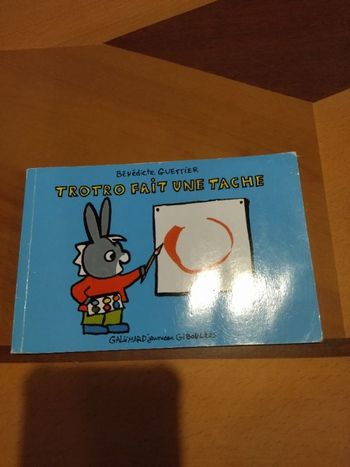 BÉNÉDICTE GUETTIER
TROTRO FAIT UNE TACHE
GALLIMARD jeunesse GIBOULÉES